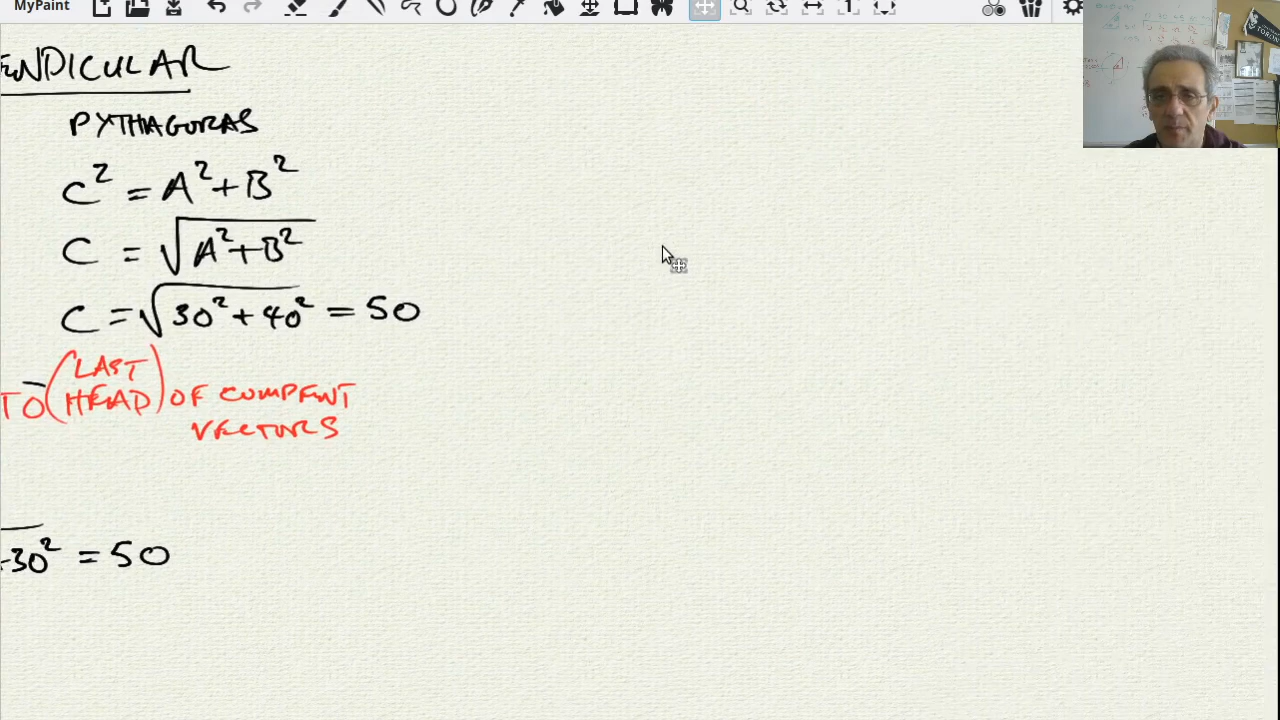 MyPaint
ENDICULAR
PYTHAGORAS
C² = A² + B²
C = √A² + B²
C = √30² + 40² = 50
TO (LAST HEAD) OF COMPENT
VECTORS
30² = 50
TORON